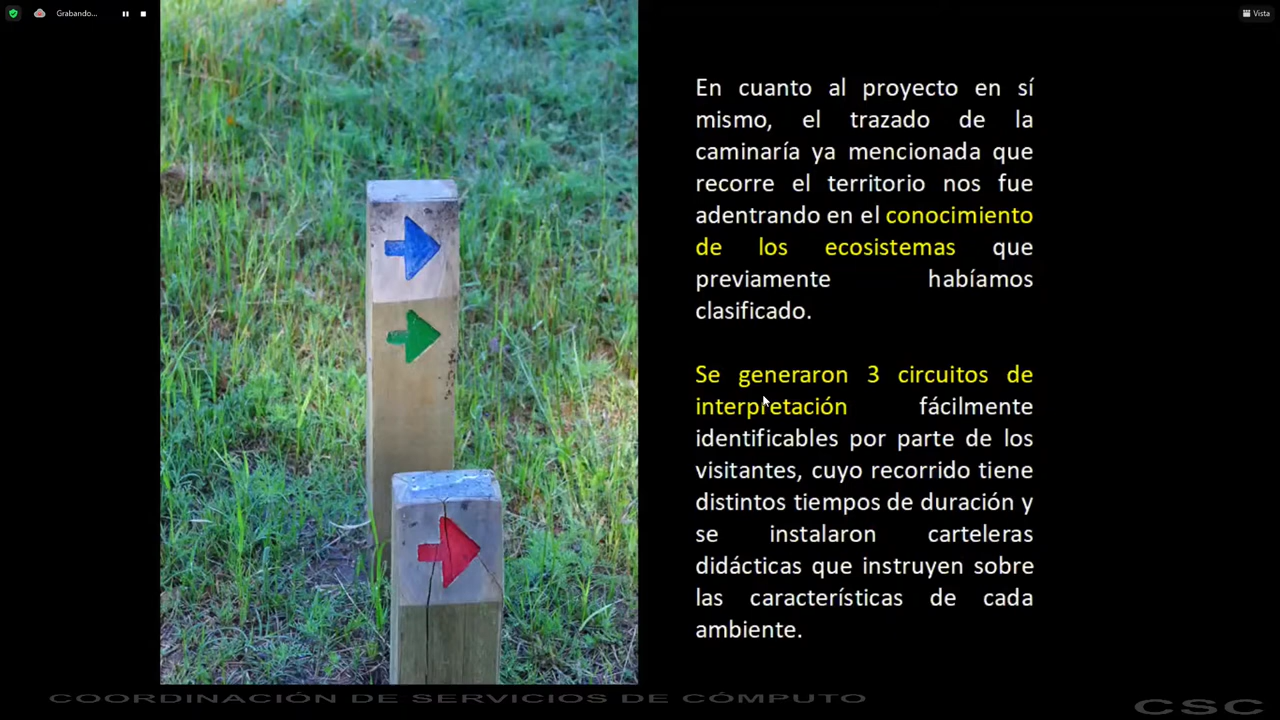 Grabando...
Vista
En cuanto al proyecto en sí
mismo, el trazado de la
caminaría ya mencionada que
recorre el territorio nos fue
adentrando en el conocimiento
de los ecosistemas que
previamente habíamos
clasificado.
Se generaron 3 circuitos de
interpretación fácilmente
identificables por parte de los
visitantes, cuyo recorrido tiene
distintos tiempos de duración y
se instalaron carteleras
didácticas que instruyen sobre
las características de cada
ambiente.
COORDINACIÓN DE SERVICIOS DE CÓMPUTO
CSC